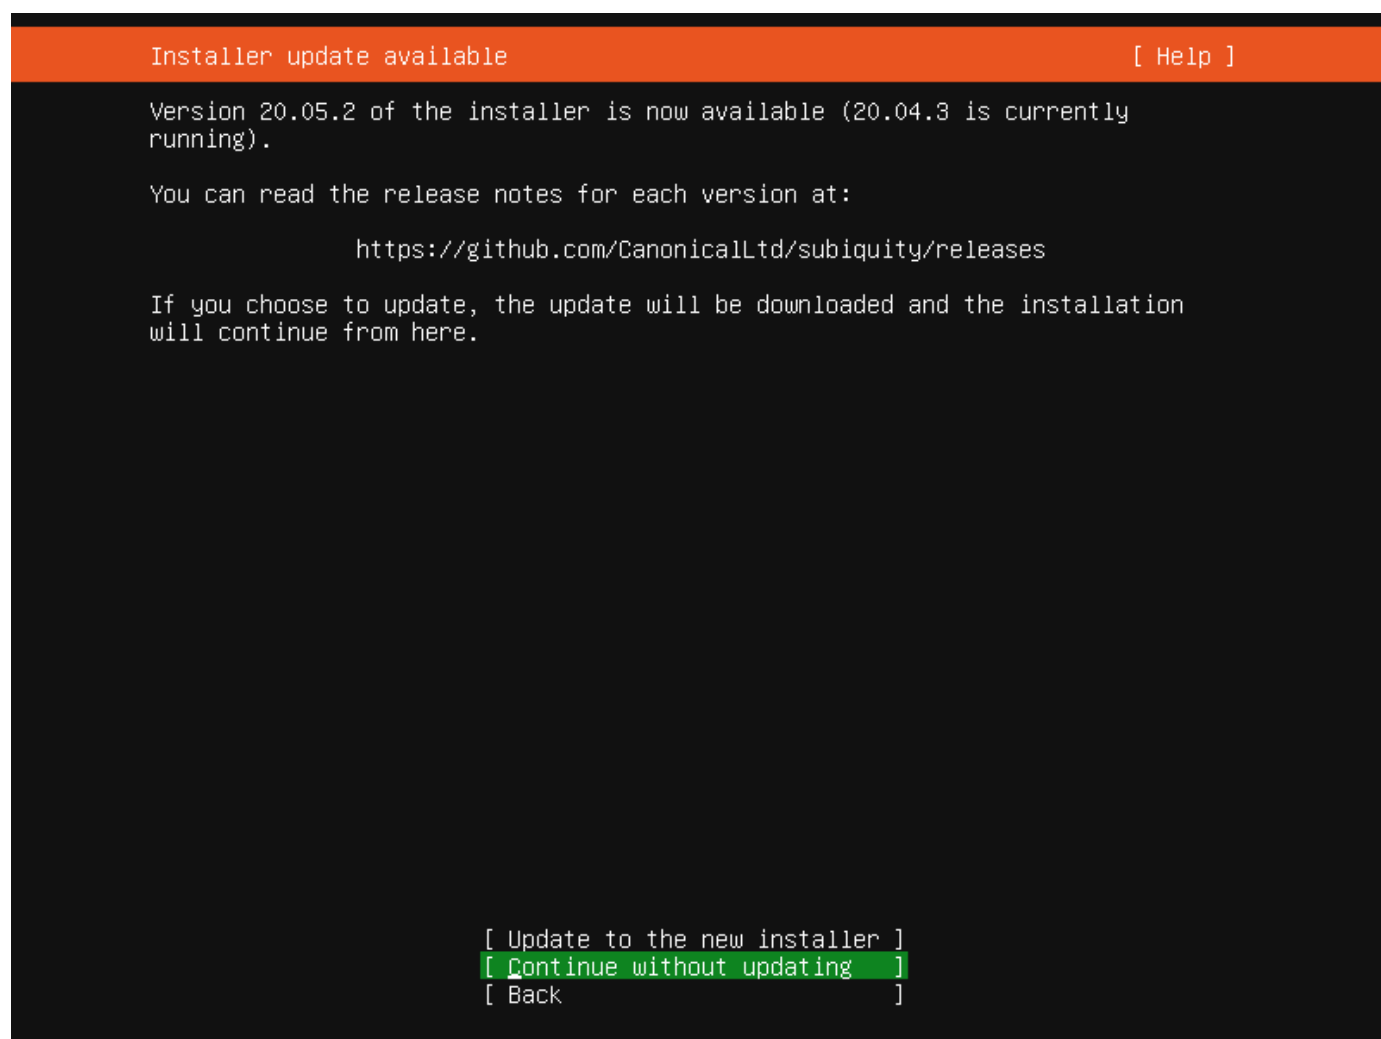 Installer update available [ Help ]
Version 20.05.2 of the installer is now available (20.04.3 is currently
running).
You can read the release notes for each version at:
https://github.com/CanonicalLtd/subiquity/releases
If you choose to update, the update will be downloaded and the installation
will continue from here.
[ Update to the new installer ]
[ Continue without updating ]
[ Back ]